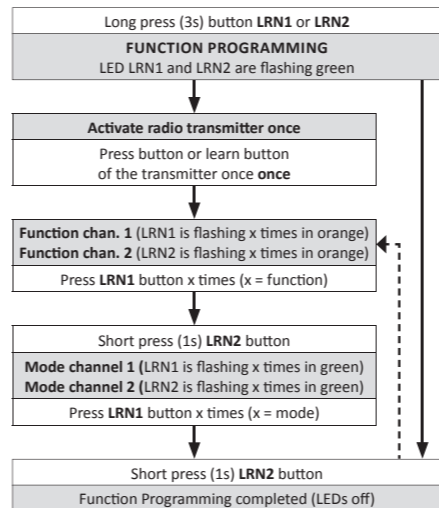 Long press (3s) button LRN1 or LRN2
FUNCTION PROGRAMMING
LED LRN1 and LRN2 are flashing green
Activate radio transmitter once
Press button or learn button
of the transmitter once once
Function chan. 1 (LRN1 is flashing x times in orange)
Function chan. 2 (LRN2 is flashing x times in orange)
Press LRN1 button x times (x = function)
Short press (1s) LRN2 button
Mode channel 1 (LRN1 is flashing x times in green)
Mode channel 2 (LRN2 is flashing x times in green)
Press LRN1 button x times (x = mode)
Short press (1s) LRN2 button
Function Programming completed (LEDs off)